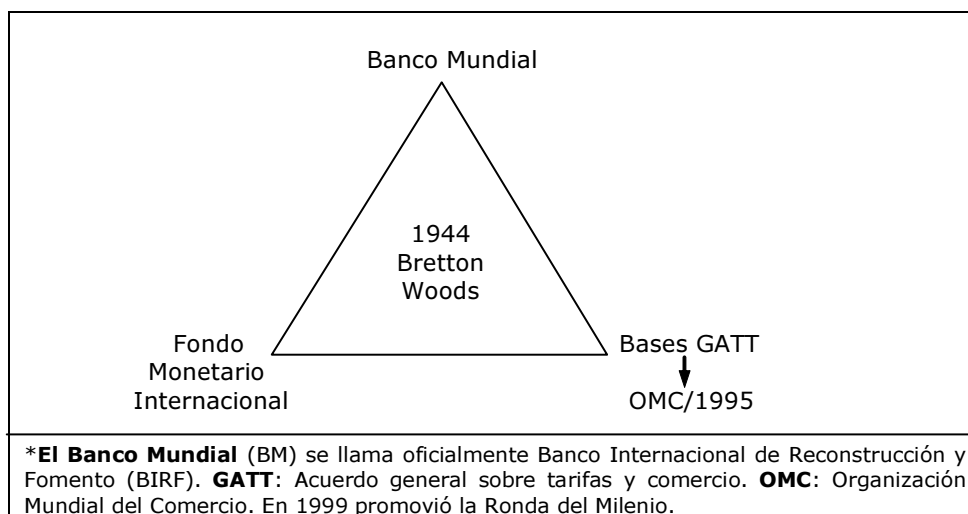 Banco Mundial
1944
Bretton
Woods
Fondo
Monetario
Internacional
Bases GATT
OMC/1995
*El Banco Mundial (BM) se llama oficialmente Banco Internacional de Reconstrucción y
Fomento (BIRF). GATT: Acuerdo general sobre tarifas y comercio. OMC: Organización
Mundial del Comercio. En 1999 promovió la Ronda del Milenio.